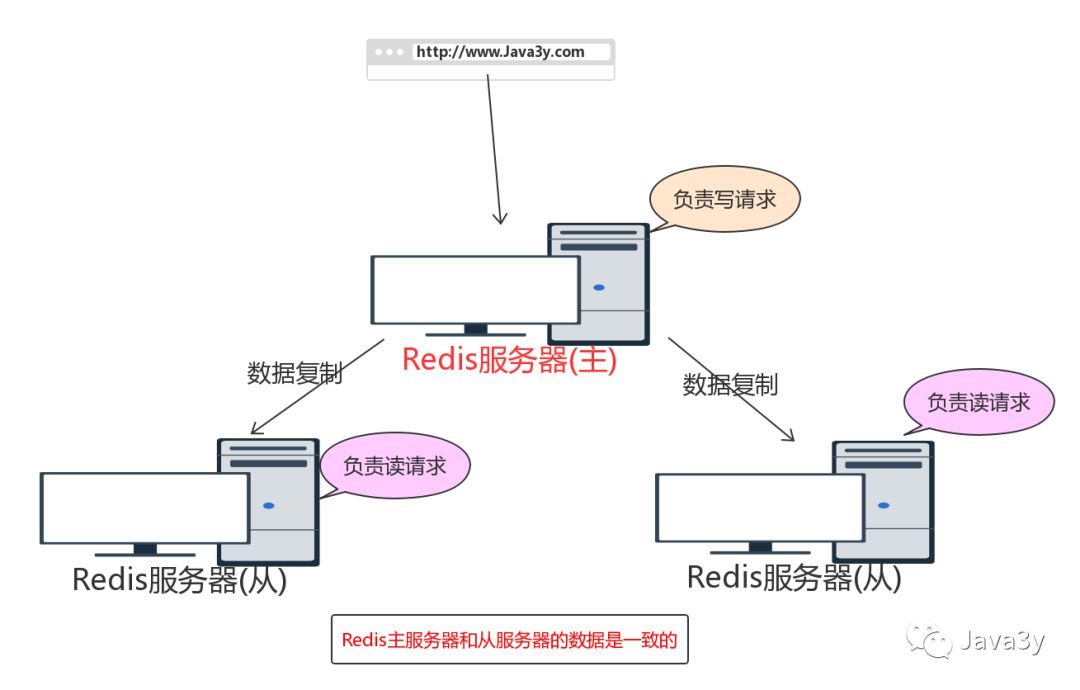 http://www.Java3y.com
负责写请求
Redis服务器(主)
数据复制
数据复制
负责读请求
负责读请求
Redis服务器(从)
Redis服务器(从)
Redis主服务器和从服务器的数据是一致的
Java3y